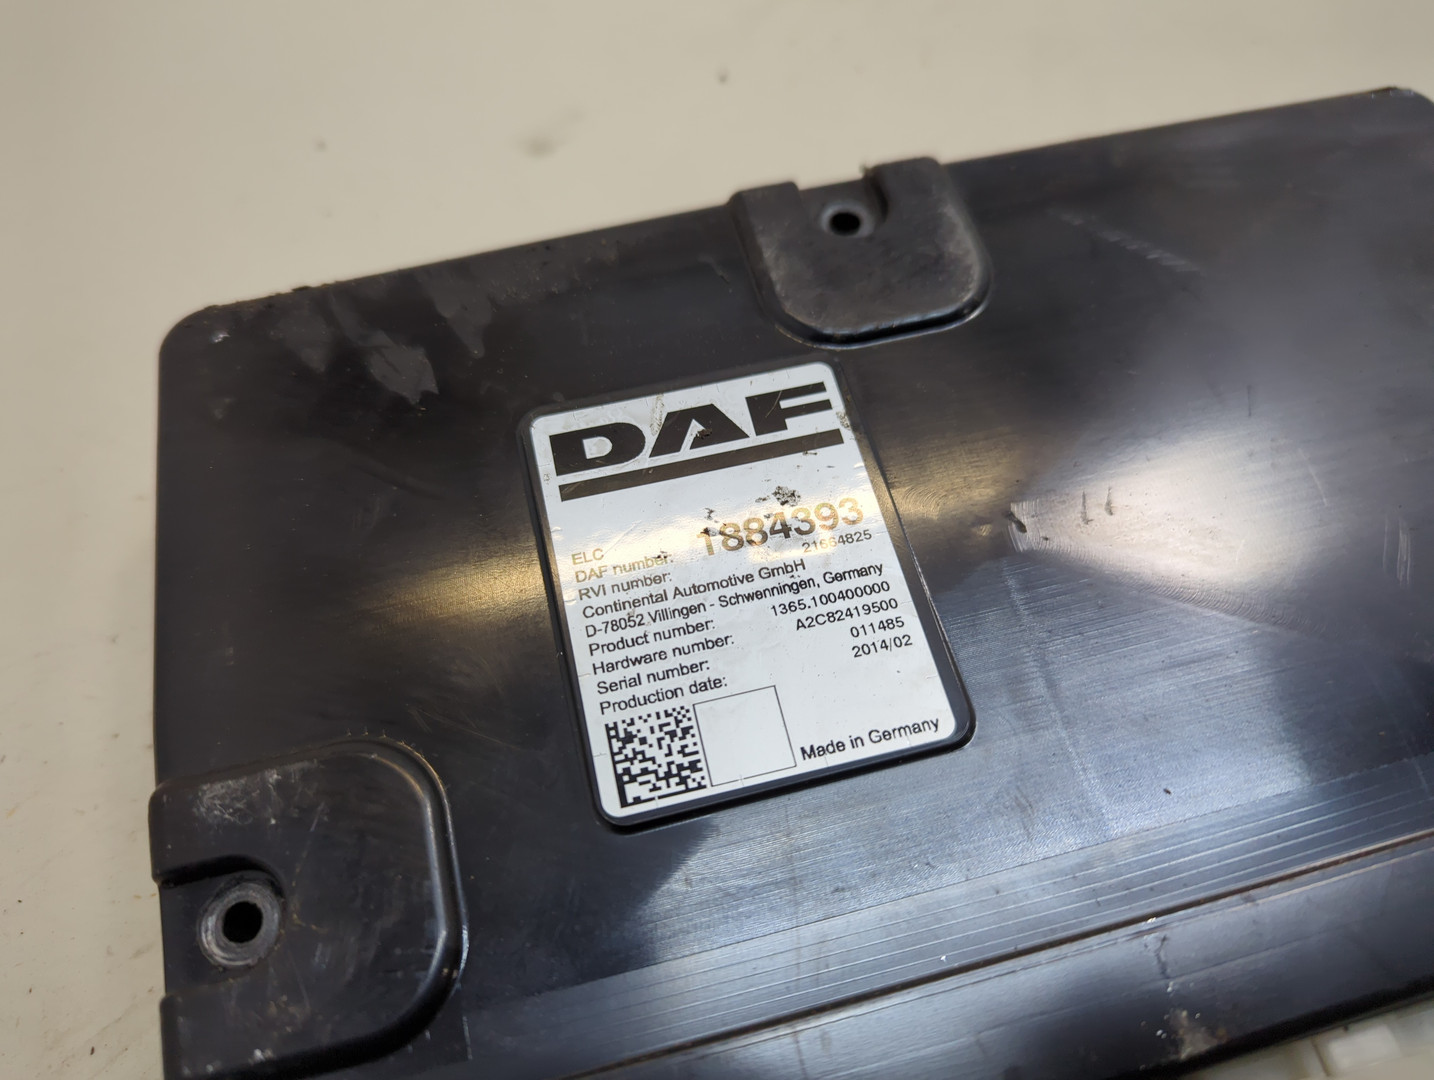 DAF
ELC
DAF number: 1884393
RVI number: 21664825
Continental Automotive GmbH
D-78052 Villingen - Schwenningen, Germany
Product number: 1365.100400000
Hardware number: A2C82419500
Serial number: 011485
Production date: 2014/02
Made in Germany